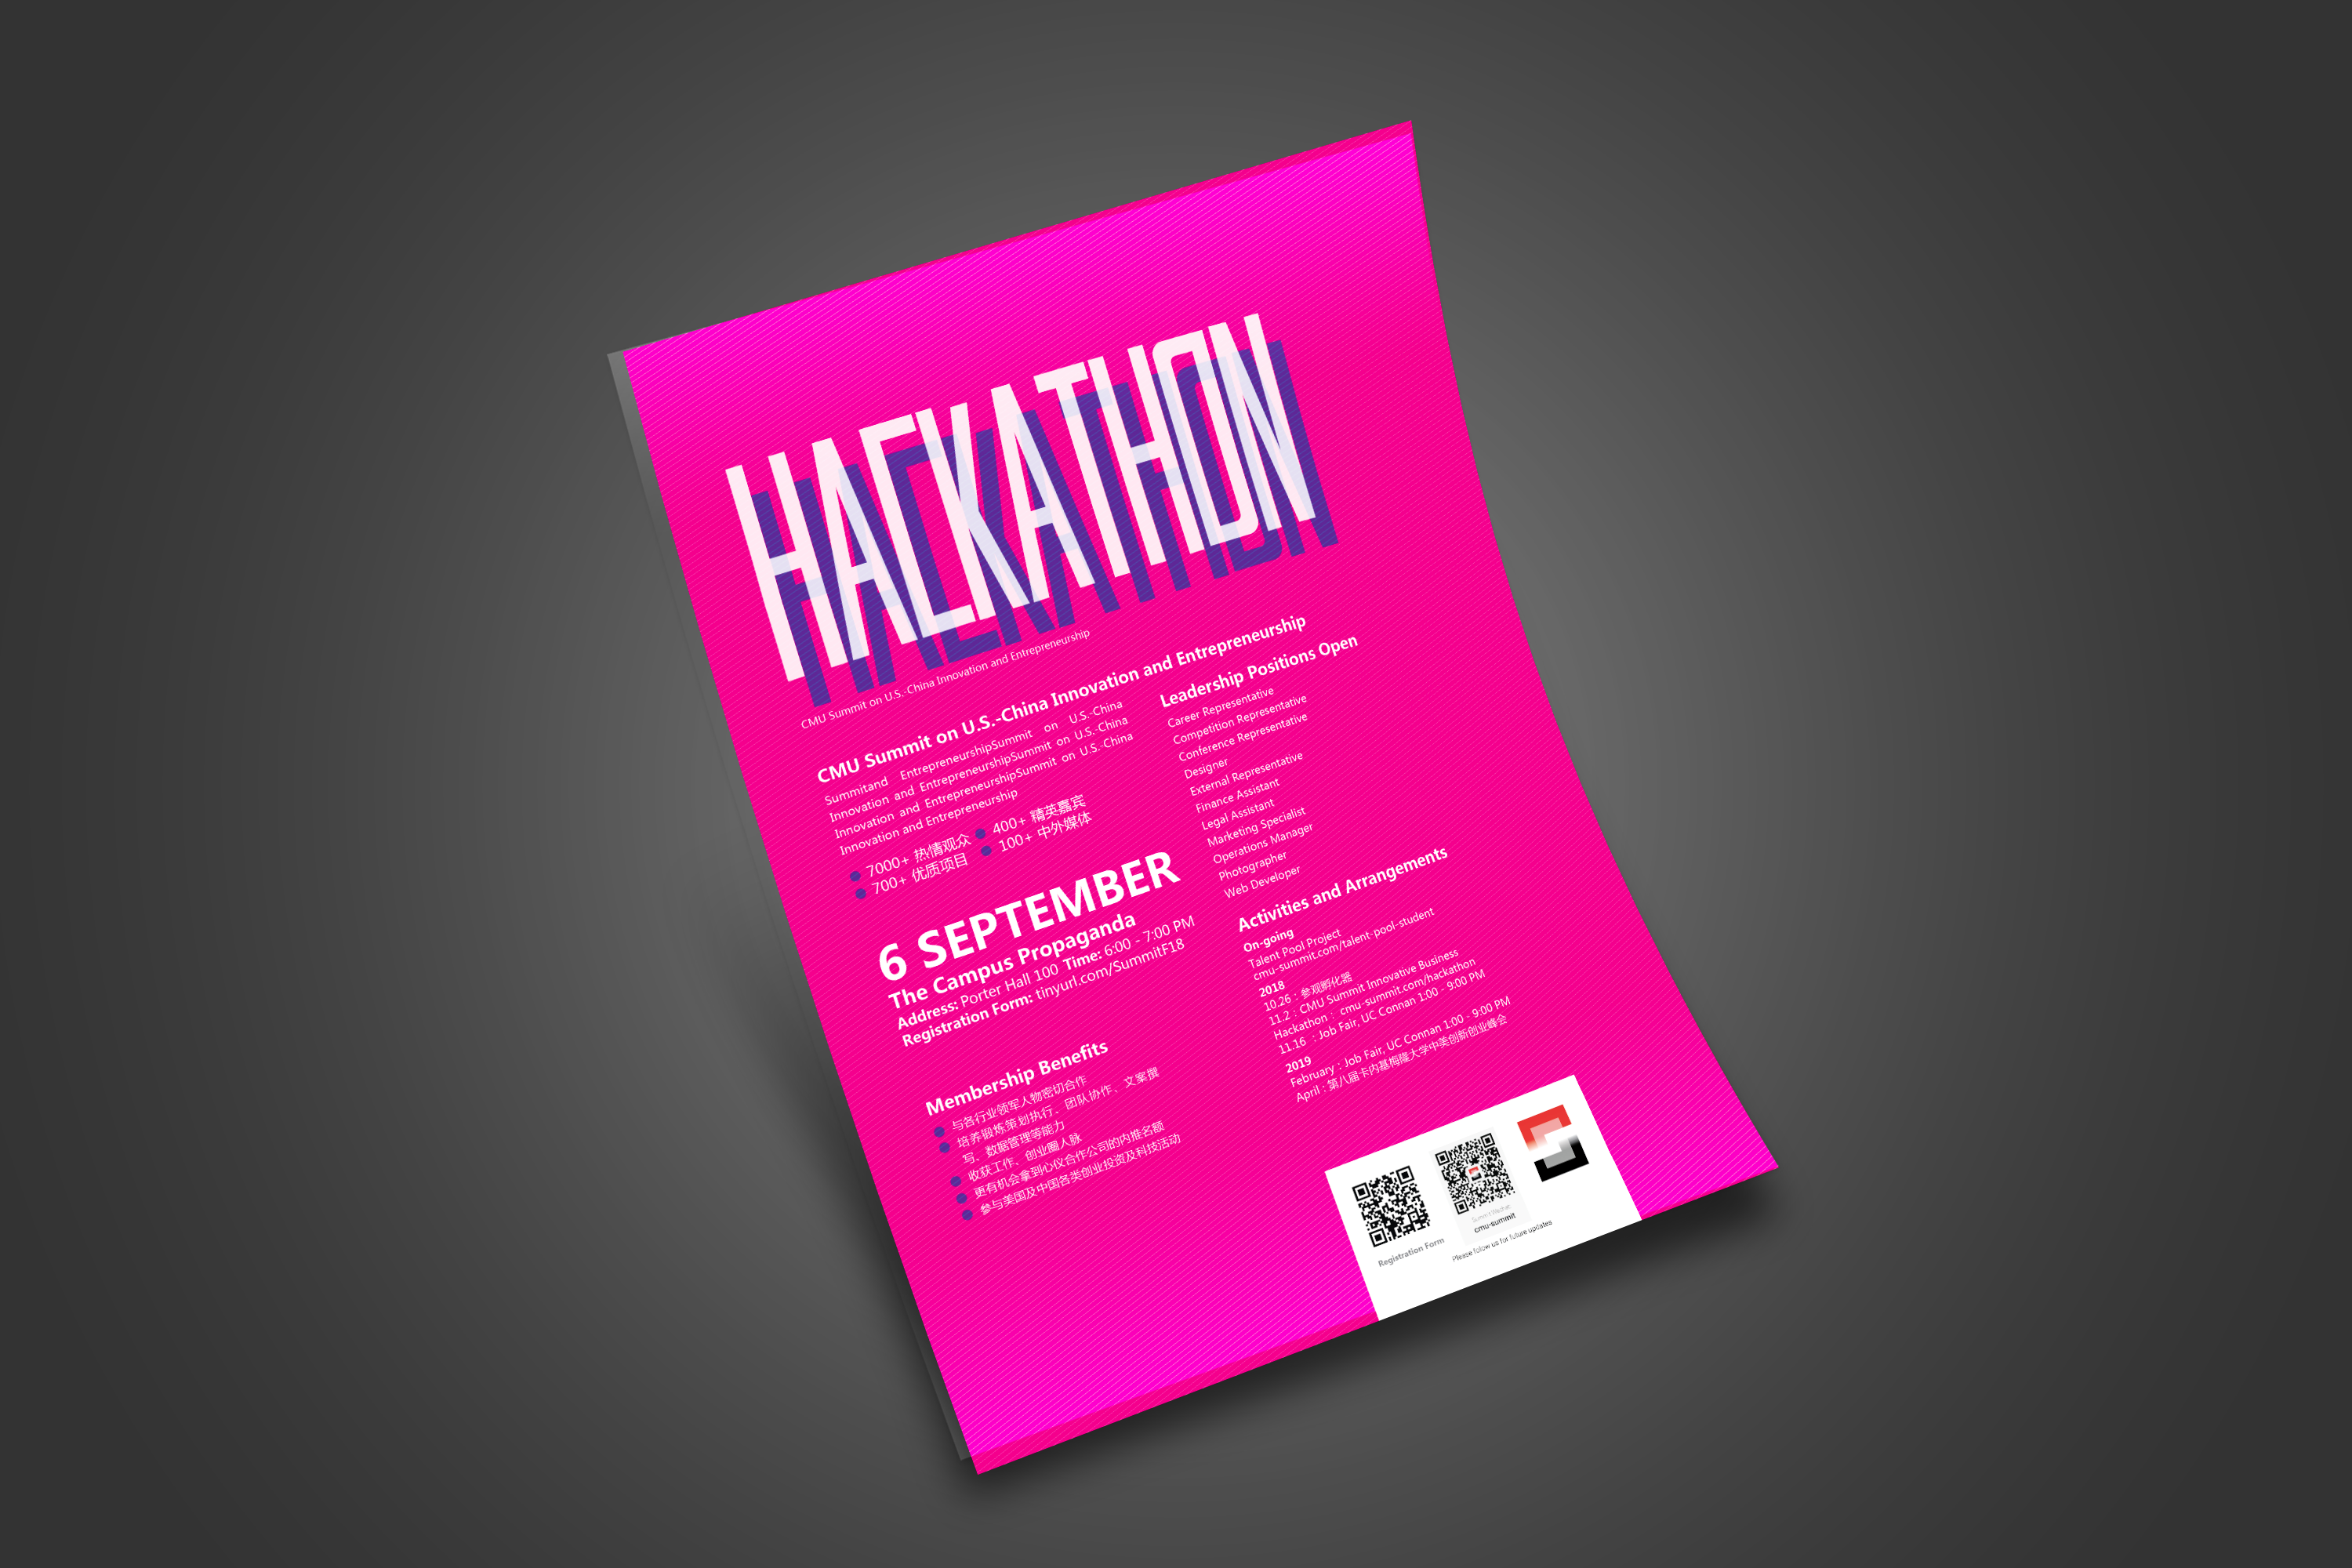 HACKATHON
CMU Summit on U.S.-China Innovation and Entrepreneurship
CMU Summit on U.S.-China Innovation and Entrepreneurship
Summitand EntrepreneurshipSummit on U.S.-China
Innovation and EntrepreneurshipSummit on U.S.-China
Innovation and EntrepreneurshipSummit on U.S.-China
Innovation and Entrepreneurship
7000+ 热情观众
400+ 精英嘉宾
700+ 优质项目
100+ 中外媒体
6 SEPTEMBER
The Campus Propaganda
Address: Porter Hall 100 Time: 6:00 - 7:00 PM
Registration Form: tinyurl.com/SummitF18
Membership Benefits
与各行业领军人物密切合作
培养锻炼策划执行、团队协作、文案撰
写、数据管理等能力
收获工作、创业圈人脉
更有机会拿到心仪合作公司的内推名额
参与美国及中国各类创业投资及科技活动
Leadership Positions Open
Career Representative
Competition Representative
Conference Representative
Designer
External Representative
Finance Assistant
Legal Assistant
Marketing Specialist
Operations Manager
Photographer
Web Developer
Activities and Arrangements
On-going
Talent Pool Project
cmu-summit.com/talent-pool-student
2018
10.26 : 参观孵化器
11.2 : CMU Summit Innovative Business
Hackathon : cmu-summit.com/hackathon
11.16 : Job Fair, UC Connan 1:00 - 9:00 PM
2019
February : Job Fair, UC Connan 1:00 - 9:00 PM
April : 第八届卡内基梅隆大学中美创新创业峰会
Registration Form
Summit Wechat
cmu-summit
Please follow us for future updates